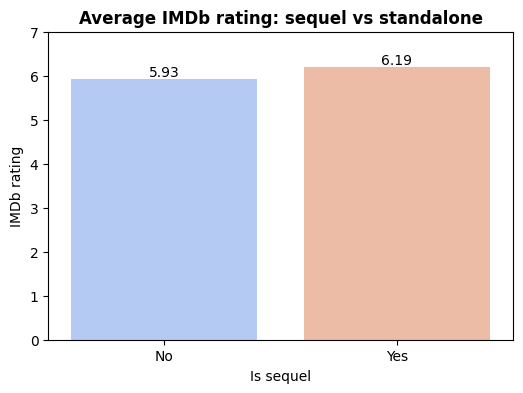 Average IMDb rating: sequel vs standalone
IMDb rating
7
6
5
4
3
2
1
0
5.93
6.19
No
Yes
Is sequel